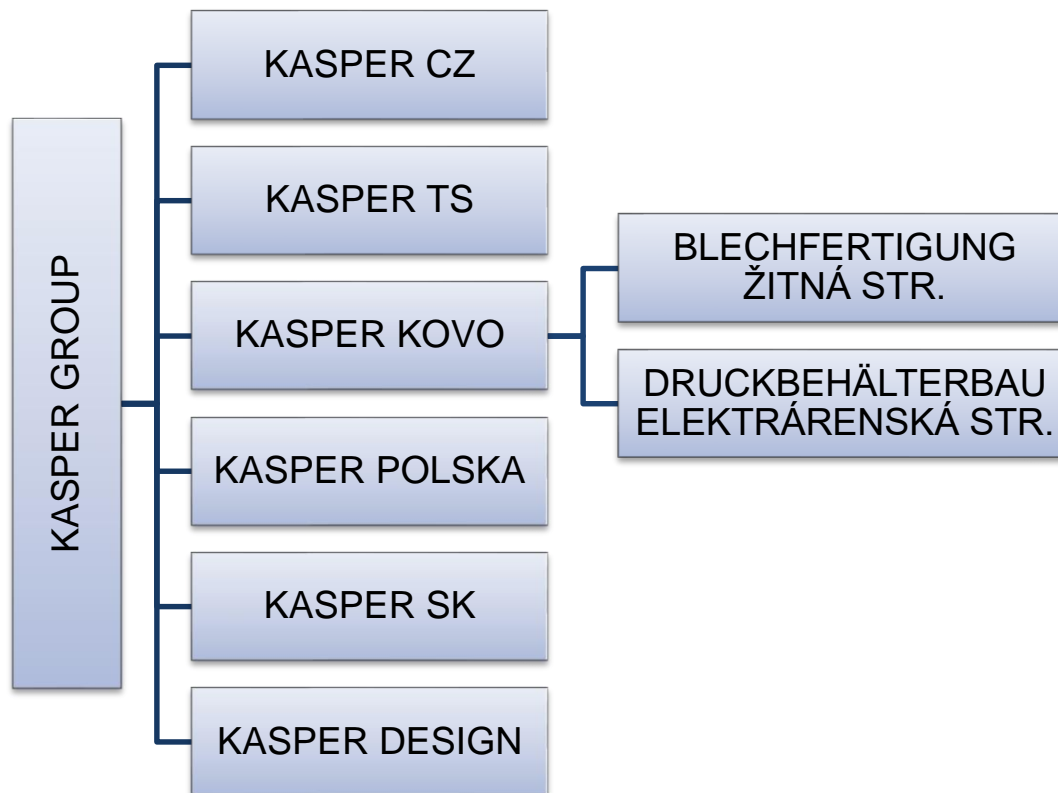 KASPER GROUP
KASPER CZ
KASPER TS
KASPER KOVO
BLECHFERTIGUNG
ŽITNÁ STR.
DRUCKBEHÄLTERBAU
ELEKTRÁRENSKÁ STR.
KASPER POLSKA
KASPER SK
KASPER DESIGN